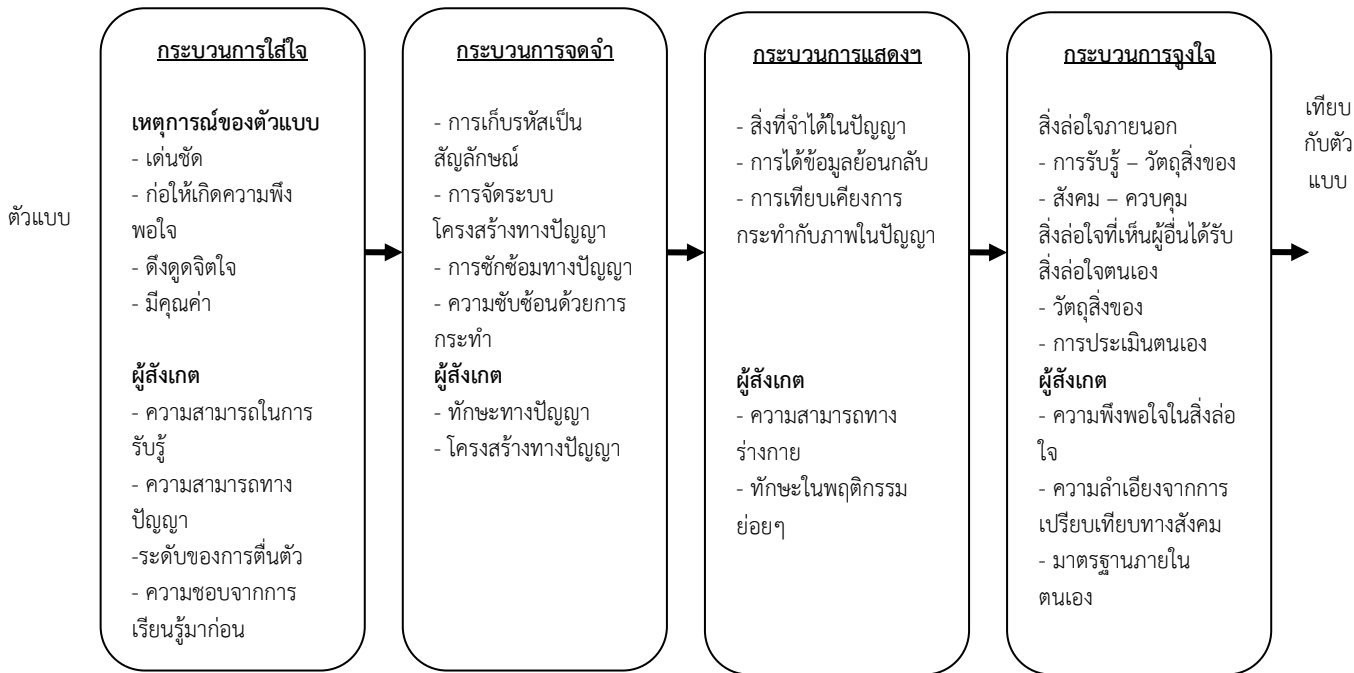 ตัวแบบ
กระบวนการใส่ใจ
เหตุการณ์ของตัวแบบ
- เด่นชัด
- ก่อให้เกิดความพึง
พอใจ
- ดึงดูดจิตใจ
- มีคุณค่า
ผู้สังเกต
- ความสามารถในการ
รับรู้
- ความสามารถทาง
ปัญญา
-ระดับของการตื่นตัว
- ความชอบจากการ
เรียนรู้มาก่อน
กระบวนการจดจำ
- การเก็บรหัสเป็น
สัญลักษณ์
- การจัดระบบ
โครงสร้างทางปัญญา
- การซักซ้อมทางปัญญา
- ความซับซ้อนด้วยการ
กระทำ
ผู้สังเกต
- ทักษะทางปัญญา
- โครงสร้างทางปัญญา
กระบวนการแสดงฯ
- สิ่งที่จำได้ในปัญญา
- การได้ข้อมูลย้อนกลับ
- การเทียบเคียงการ
กระทำกับภาพในปัญญา
ผู้สังเกต
- ความสามารถทาง
ร่างกาย
- ทักษะในพฤติกรรม
ย่อยๆ
กระบวนการจูงใจ
สิ่งล่อใจภายนอก
- การรับรู้ – วัตถุสิ่งของ
- สังคม – ควบคุม
สิ่งล่อใจที่เห็นผู้อื่นได้รับ
สิ่งล่อใจตนเอง
- วัตถุสิ่งของ
- การประเมินตนเอง
ผู้สังเกต
- ความพึงพอใจในสิ่งล่อ
ใจ
- ความลำเอียงจากการ
เปรียบเทียบทางสังคม
- มาตรฐานภายใน
ตนเอง
เทียบ
กับตัว
แบบ